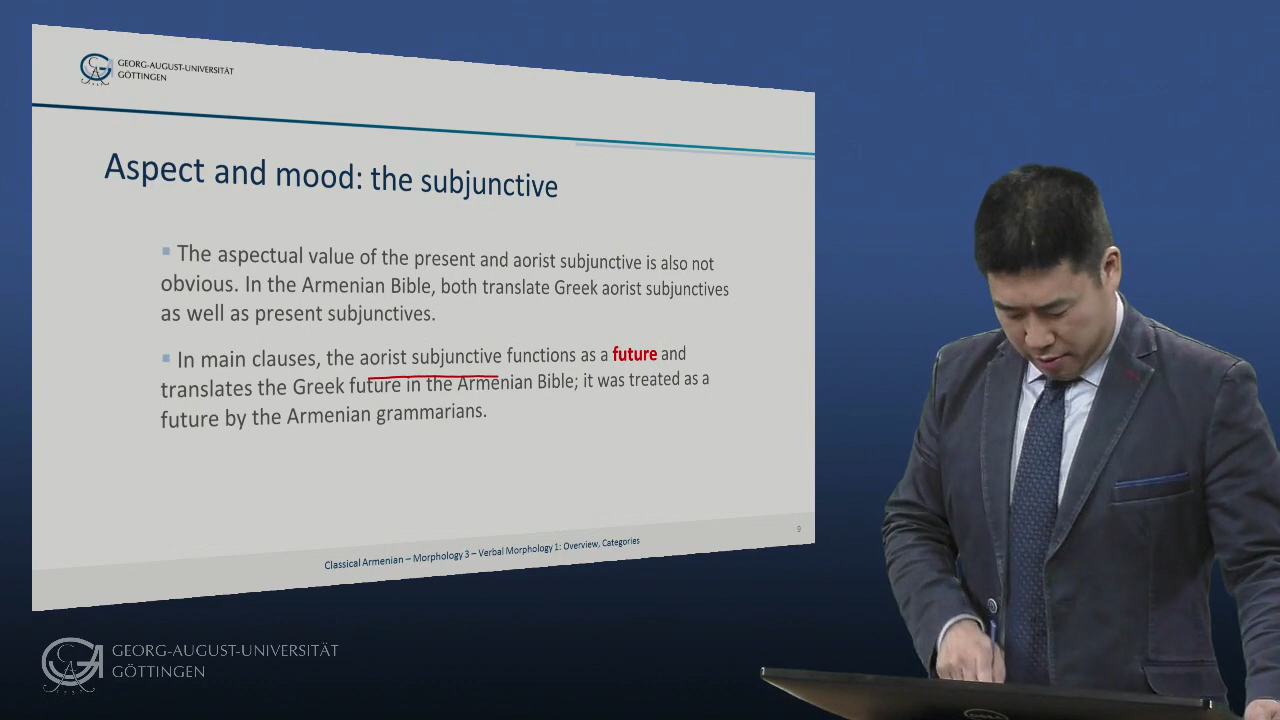 GEORG-AUGUST-UNIVERSITÄT
GÖTTINGEN
Aspect and mood: the subjunctive
The aspectual value of the present and aorist subjunctive is also not
obvious. In the Armenian Bible, both translate Greek aorist subjunctives
as well as present subjunctives.
In main clauses, the aorist subjunctive functions as a future and
translates the Greek future in the Armenian Bible; it was treated as a
future by the Armenian grammarians.
9
Classical Armenian – Morphology 3 – Verbal Morphology 1: Overview, Categories
GEORG-AUGUST-UNIVERSITÄT
GÖTTINGEN
DELL